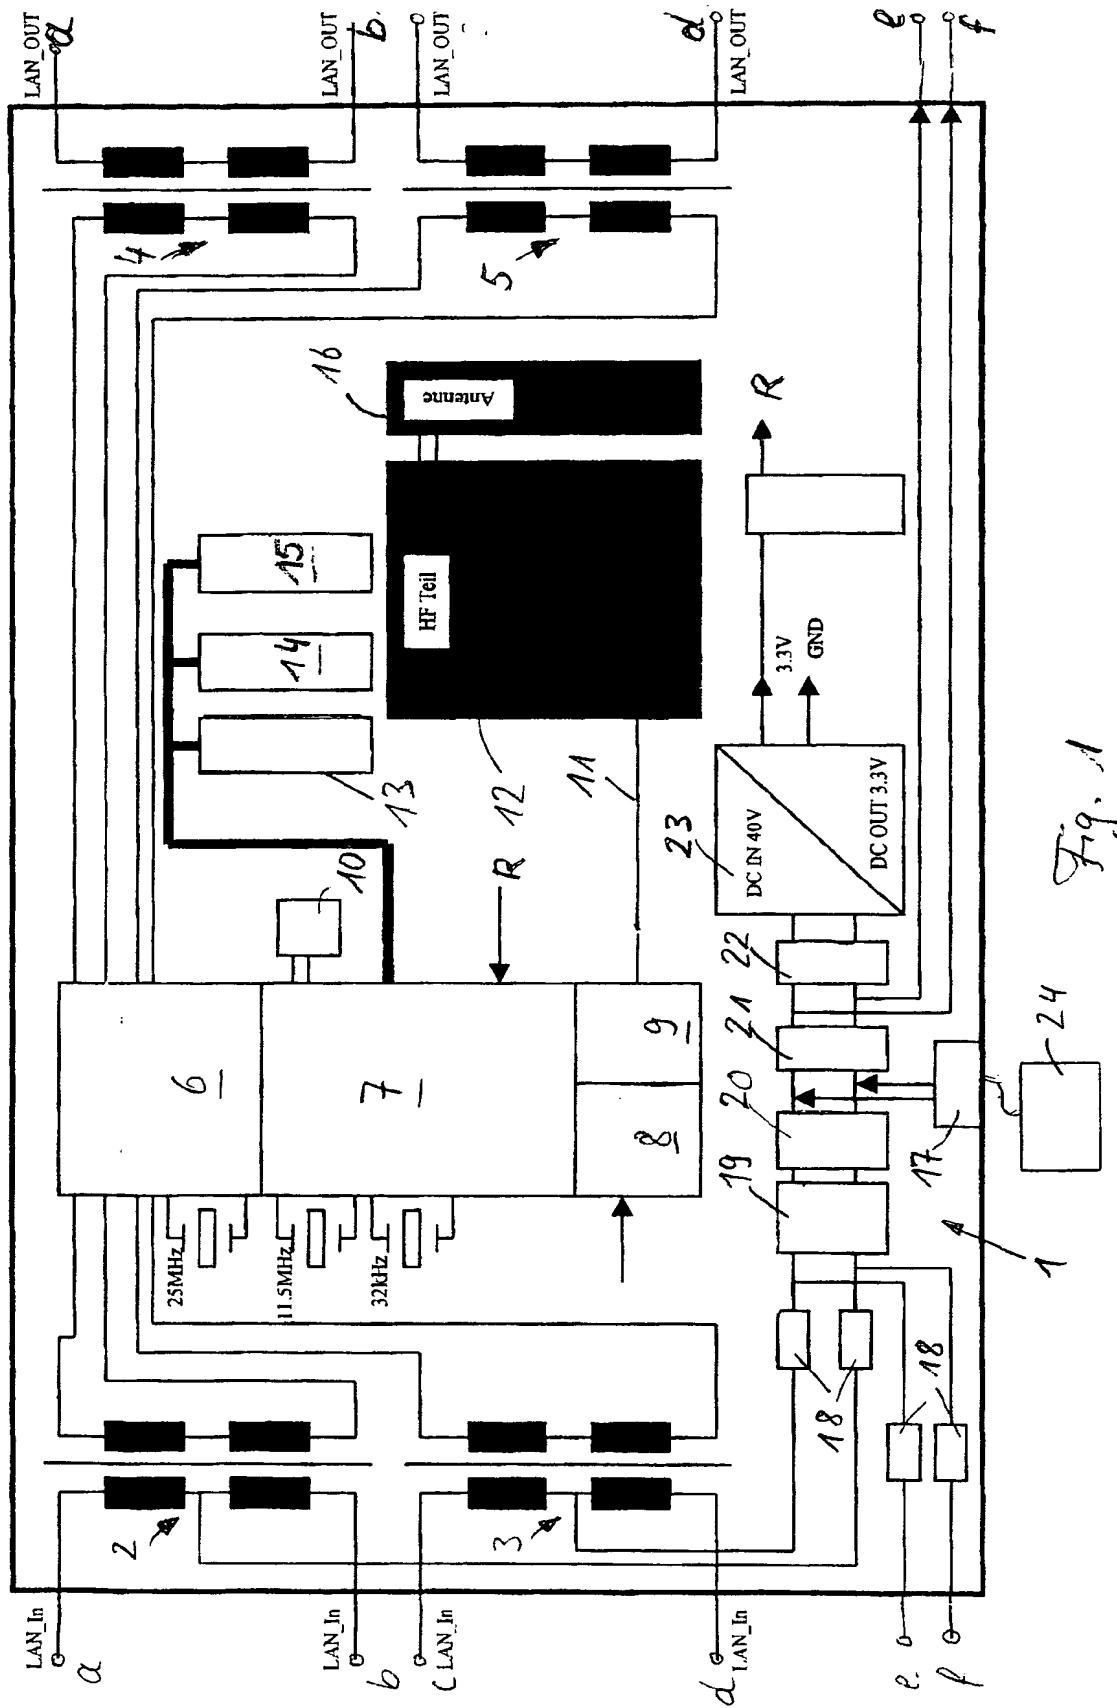 LAN_In
a
LAN_In
b
c LAN_In
d
LAN_In
e
f
2
3
25MHz
11.5MHz
32kHz
6
7
8
9
10
R
11
12
13
14
15
HF Teil
16
Antenne
4
5
LAN_OUT
a
LAN_OUT
b
LAN_OUT
d
LAN_OUT
e
f
18
18
19
20
21
22
23
DC IN 40V
DC OUT 3.3V
3.3V
GND
R
17
24
1
Fig. 1